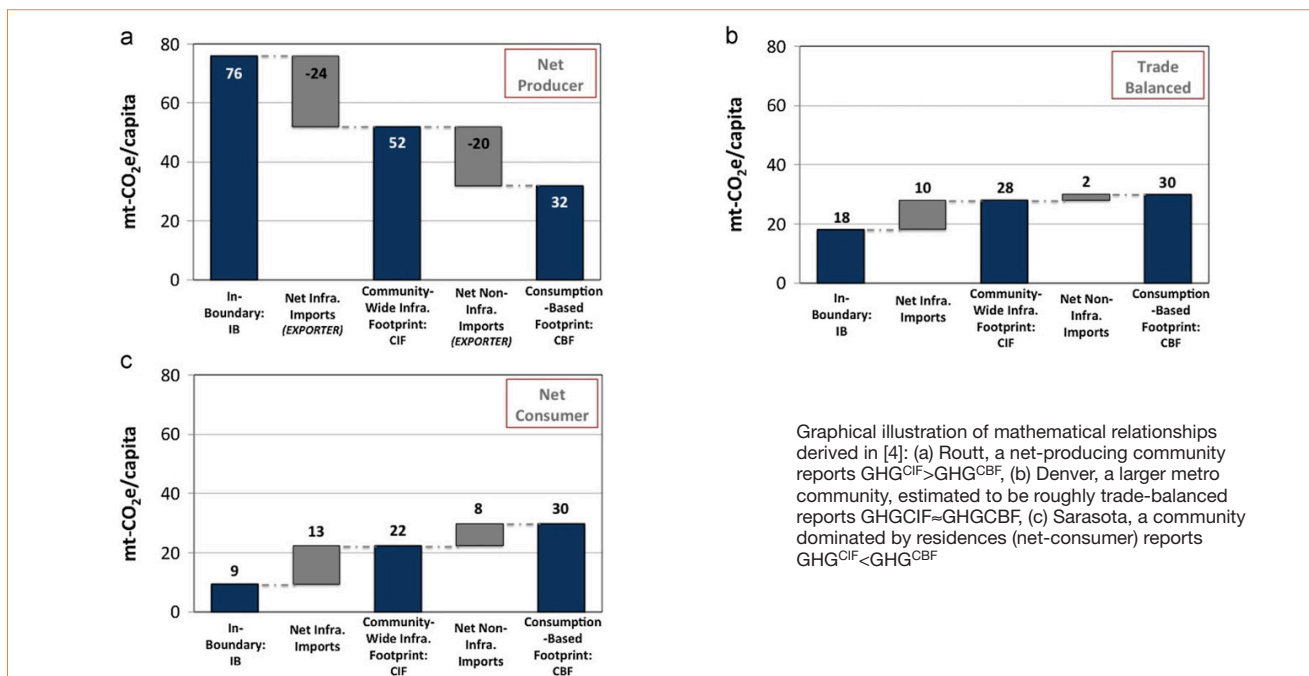 a
80
60
40
20
0
mt-CO2e/capita
Net
Producer
76
-24
52
-20
32
In-
Boundary:
IB
Net Infra.
Imports
(EXPORTER)
Community-
Wide Infra.
Footprint:
CIF
Net Non-
Infra.
Imports
(EXPORTER)
Consumption
-Based
Footprint:
CBF
b
80
60
40
20
0
mt-CO2e/capita
Trade
Balanced
18
10
28
2
30
In-
Boundary:
IB
Net Infra.
Imports
Community-
Wide Infra.
Footprint:
CIF
Net Non-
Infra.
Imports
Consumption
-Based
Footprint:
CBF
c
80
60
40
20
0
mt-CO2e/capita
Net
Consumer
9
13
22
8
30
In-
Boundary:
IB
Net Infra.
Imports
Community-
Wide Infra.
Footprint:
CIF
Net Non-
Infra.
Imports
Consumption
-Based
Footprint:
CBF
Graphical illustration of mathematical relationships
derived in [4]: (a) Routt, a net-producing community
reports GHGCIF>GHGCBF, (b) Denver, a larger metro
community, estimated to be roughly trade-balanced
reports GHGCIF≈GHGCBF, (c) Sarasota, a community
dominated by residences (net-consumer) reports
GHGCIF<GHGCBF